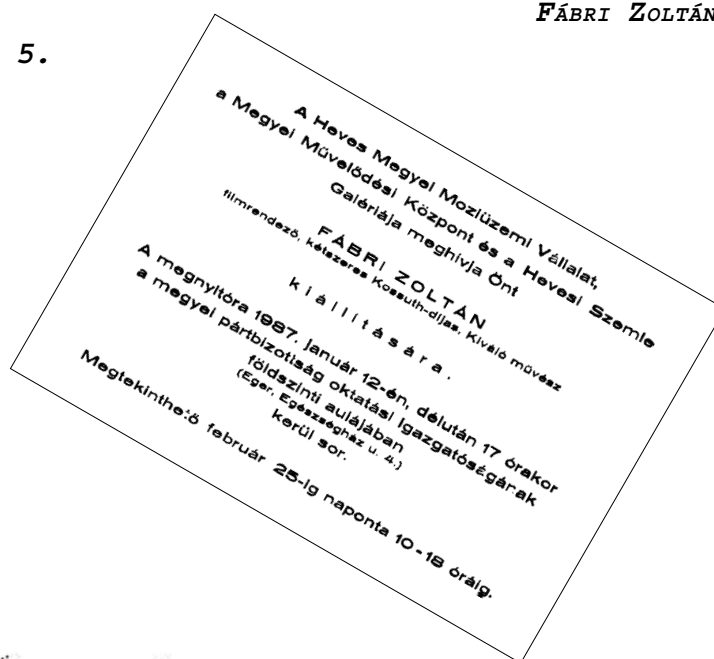 FÁBRI ZOLTÁN
5.
A Heves Megyei Moziüzemi Vállalat,
a Megyei Művelődési Központ és a Hevesi Szemle
Galériája meghívja Önt
FÁBRI ZOLTÁN
filmrendező, kétszeres Kossuth-díjas, Kiváló művész
kiállítására.
A megnyitóra 1987. január 12-én, délután 17 órakor
a megyei pártbizotiság oktatási Igazgatóságának
földszinti aulájában
(Eger, Egészségház u. 4.)
kerül sor.
Megtekinthető február 25-ig naponta 10-18 óráig.